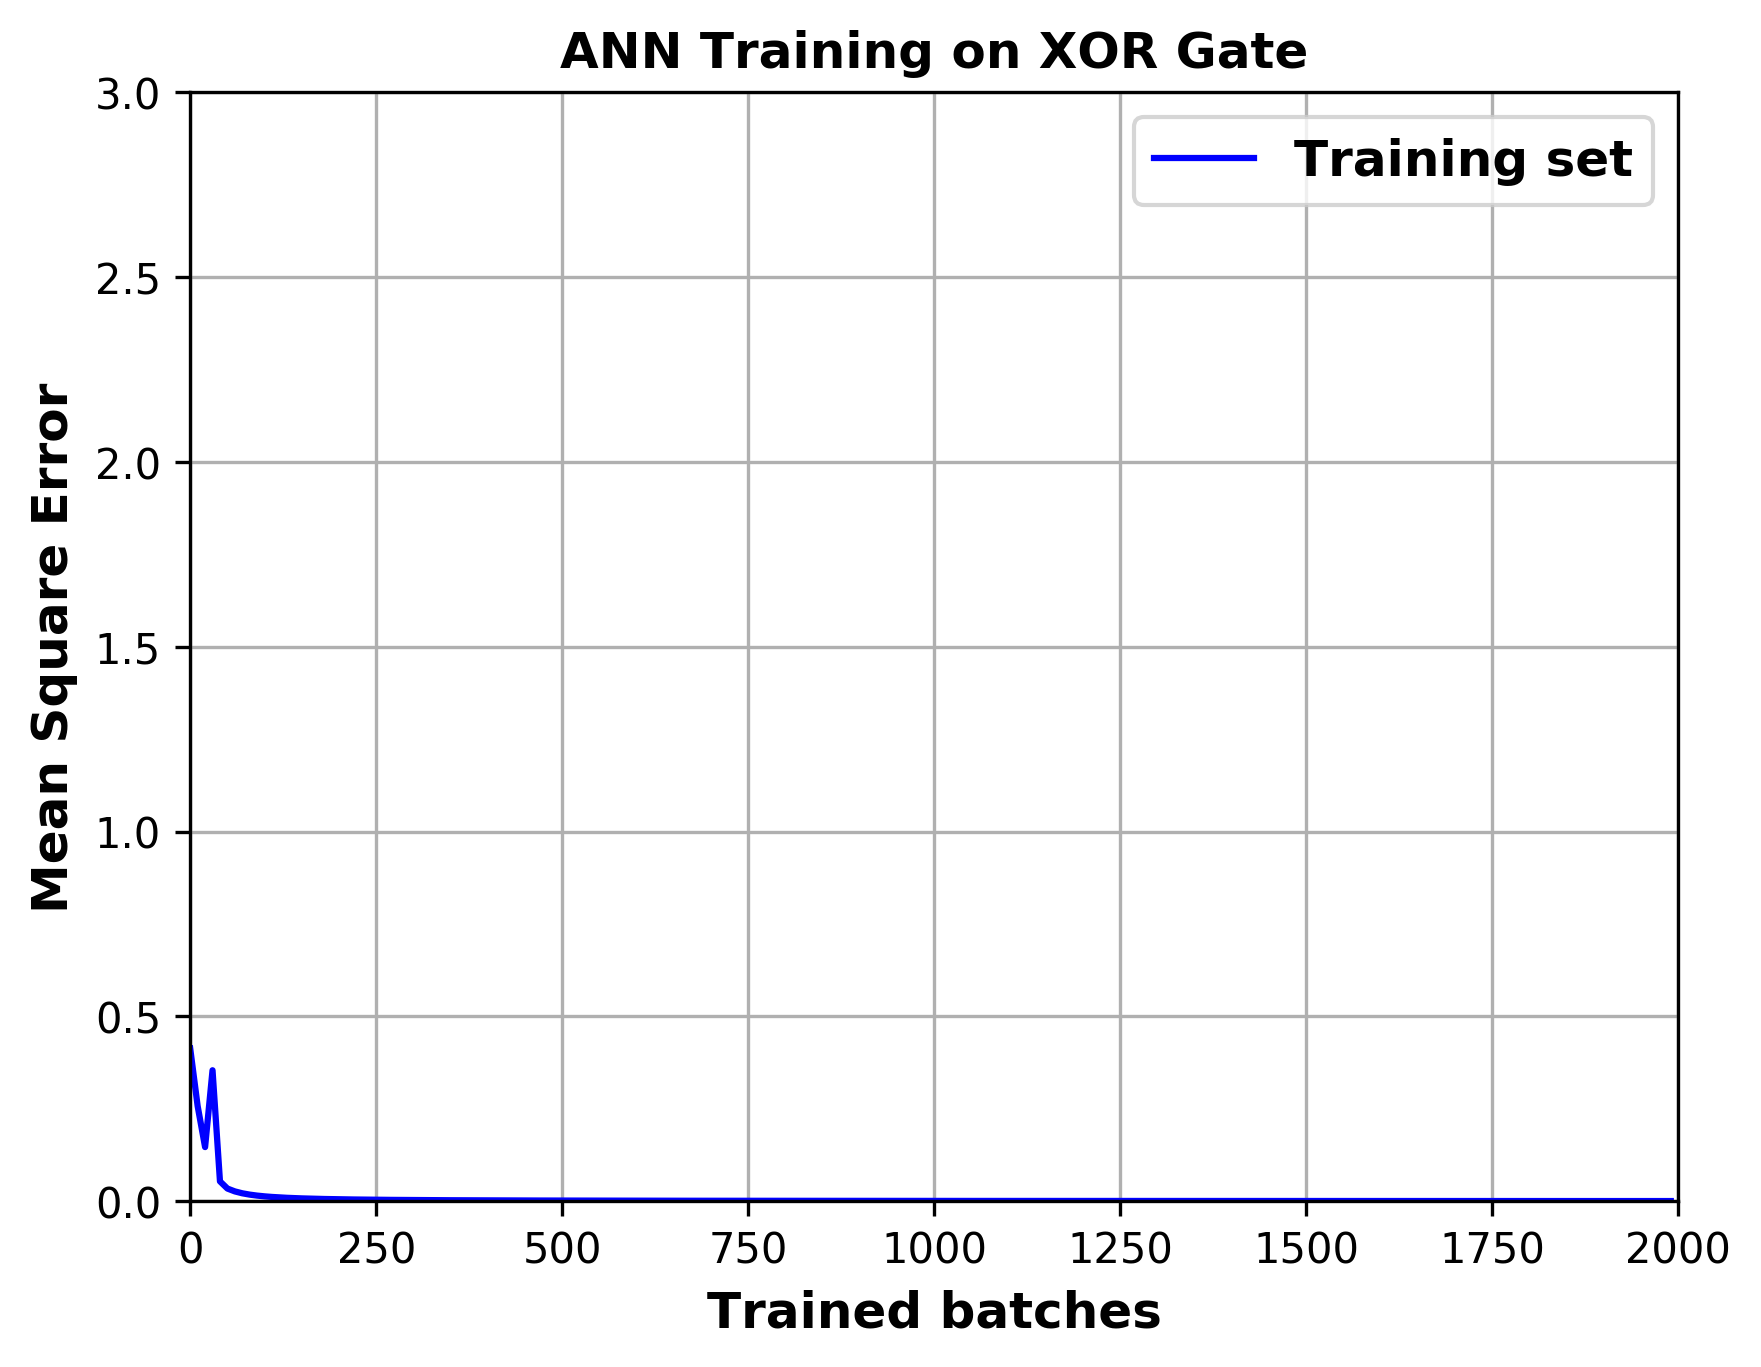 ANN Training on XOR Gate
Training set
3.0
2.5
2.0
1.5
1.0
0.5
0.0
Mean Square Error
0 250 500 750 1000 1250 1500 1750 2000
Trained batches